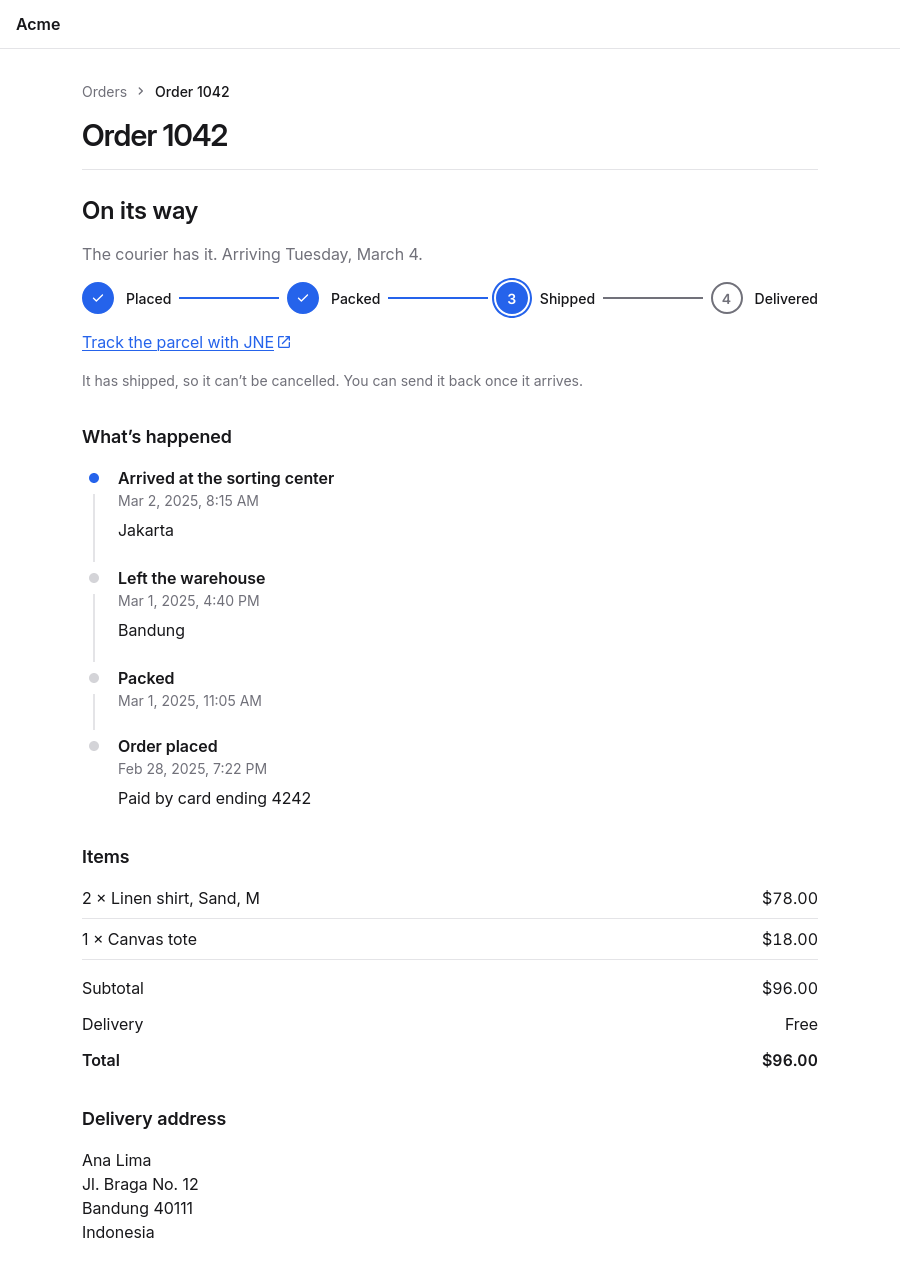 Acme
Orders > Order 1042
Order 1042
On its way
The courier has it. Arriving Tuesday, March 4.
Placed Packed 3 Shipped 4 Delivered
Track the parcel with JNE
It has shipped, so it can’t be cancelled. You can send it back once it arrives.
What’s happened
Arrived at the sorting center
Mar 2, 2025, 8:15 AM
Jakarta
Left the warehouse
Mar 1, 2025, 4:40 PM
Bandung
Packed
Mar 1, 2025, 11:05 AM
Order placed
Feb 28, 2025, 7:22 PM
Paid by card ending 4242
Items
2 × Linen shirt, Sand, M $78.00
1 × Canvas tote $18.00
Subtotal $96.00
Delivery Free
Total $96.00
Delivery address
Ana Lima
Jl. Braga No. 12
Bandung 40111
Indonesia